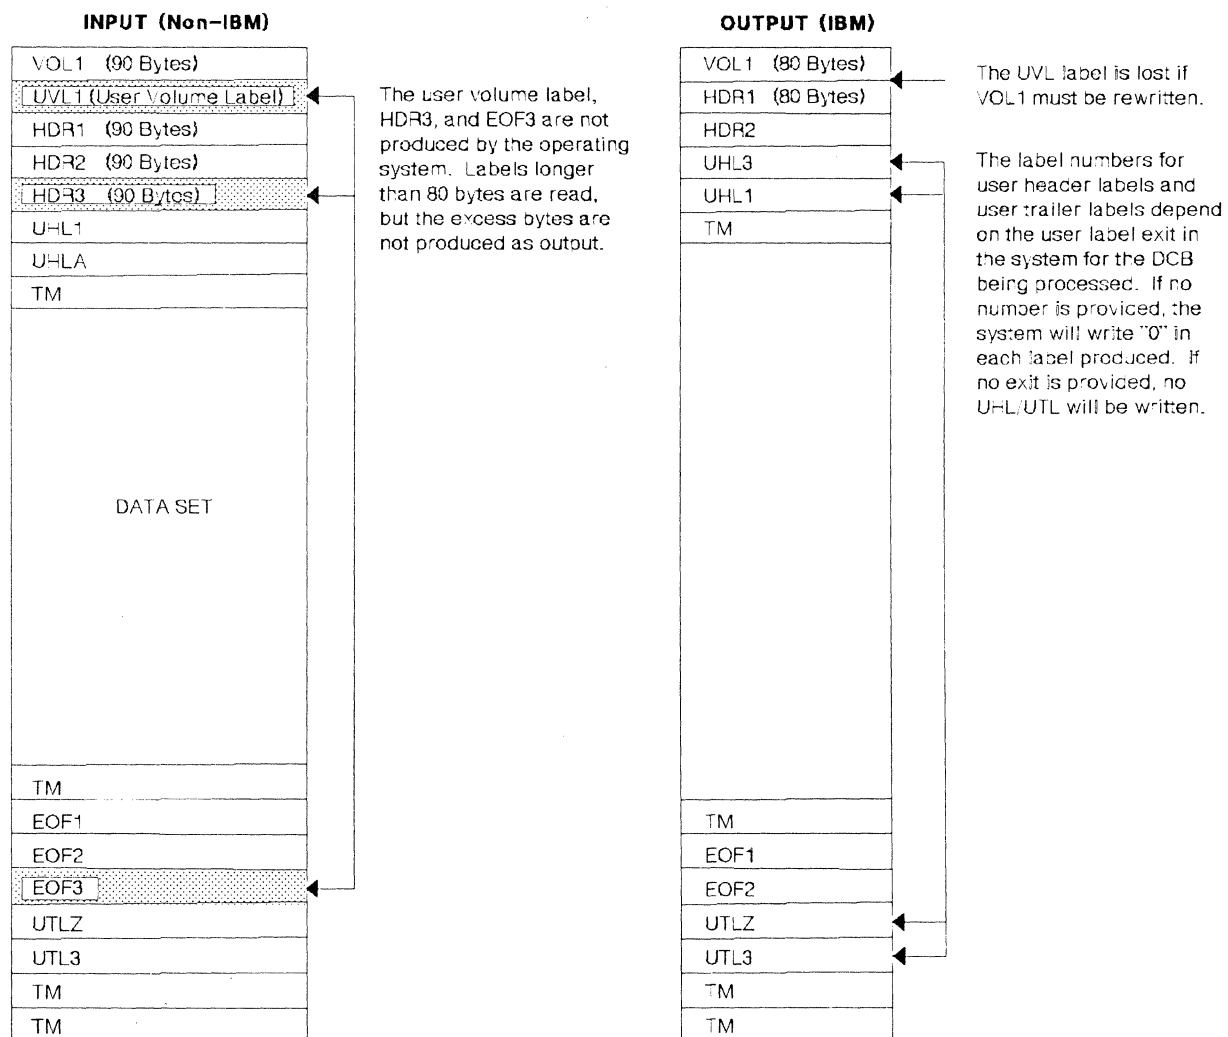 INPUT (Non-IBM)
VOL1 (90 Bytes)
UVL1 (User Volume Label)
HDR1 (90 Bytes)
HDR2 (90 Bytes)
HDR3 (90 Bytes)
UHL1
UHLA
TM
DATA SET
TM
EOF1
EOF2
EOF3
UTLZ
UTL3
TM
TM
The user volume label,
HDR3, and EOF3 are not
produced by the operating
system. Labels longer
than 80 bytes are read,
but the excess bytes are
not produced as output.
OUTPUT (IBM)
VOL1 (80 Bytes)
HDR1 (80 Bytes)
HDR2
UHL3
UHL1
TM
TM
EOF1
EOF2
UTLZ
UTL3
TM
TM
The UVL label is lost if
VOL1 must be rewritten.
The label numbers for
user header labels and
user trailer labels depend
on the user label exit in
the system for the DCB
being processed. If no
number is provided, the
system will write "0" in
each label produced. If
no exit is provided, no
UHL/UTL will be written.